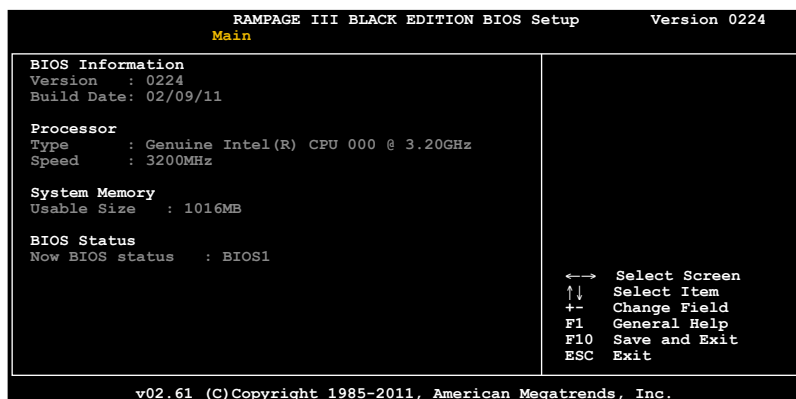 RAMPAGE III BLACK EDITION BIOS Setup Version 0224
Main
BIOS Information
Version : 0224
Build Date: 02/09/11
Processor
Type : Genuine Intel(R) CPU 000 @ 3.20GHz
Speed : 3200MHz
System Memory
Usable Size : 1016MB
BIOS Status
Now BIOS status : BIOS1
←→ Select Screen
↑↓ Select Item
+- Change Field
F1 General Help
F10 Save and Exit
ESC Exit
v02.61 (C)Copyright 1985-2011, American Megatrends, Inc.